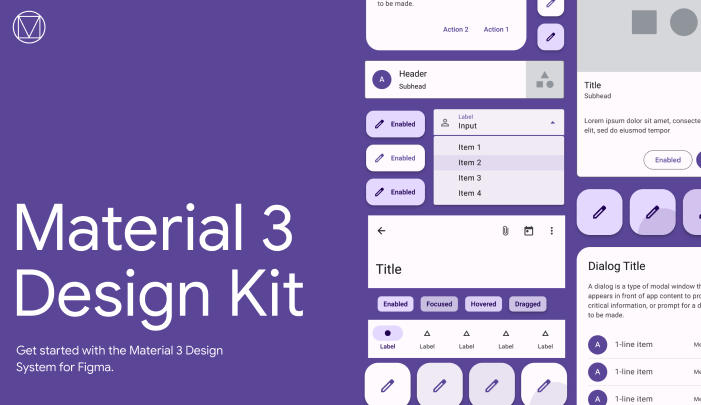 Material 3
Design Kit
Get started with the Material 3 Design
System for Figma.
to be made.
Action 2 Action 1
A Header
Subhead
Enabled
Enabled
Enabled
Label
Input
Item 1
Item 2
Item 3
Item 4
Title
Enabled Focused Hovered Dragged
Label Label Label Label Label
Title
Subhead
Lorem ipsum dolor sit amet,
elit, sed do eiusmod tempor
Enabled
Dialog Title
A dialog is a type of modal window
appears in front of app content to
critical information, or prompt for a
to be made.
A 1-line item
A 1-line item
A 1-line item